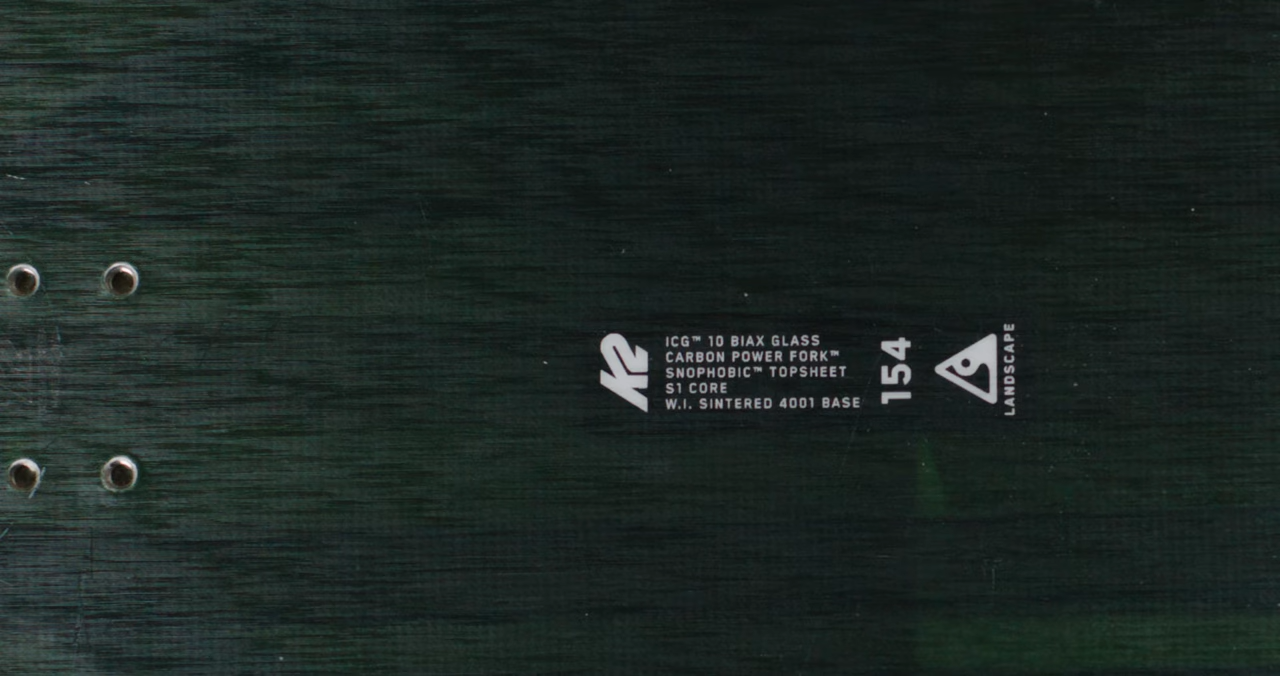 K2
ICG™ 10 BIAX GLASS
CARBON POWER FORK™
SNOPHOBIC™ TOPSHEET
S1 CORE
W.I. SINTERED 4001 BASE
154
LANDSCAPE